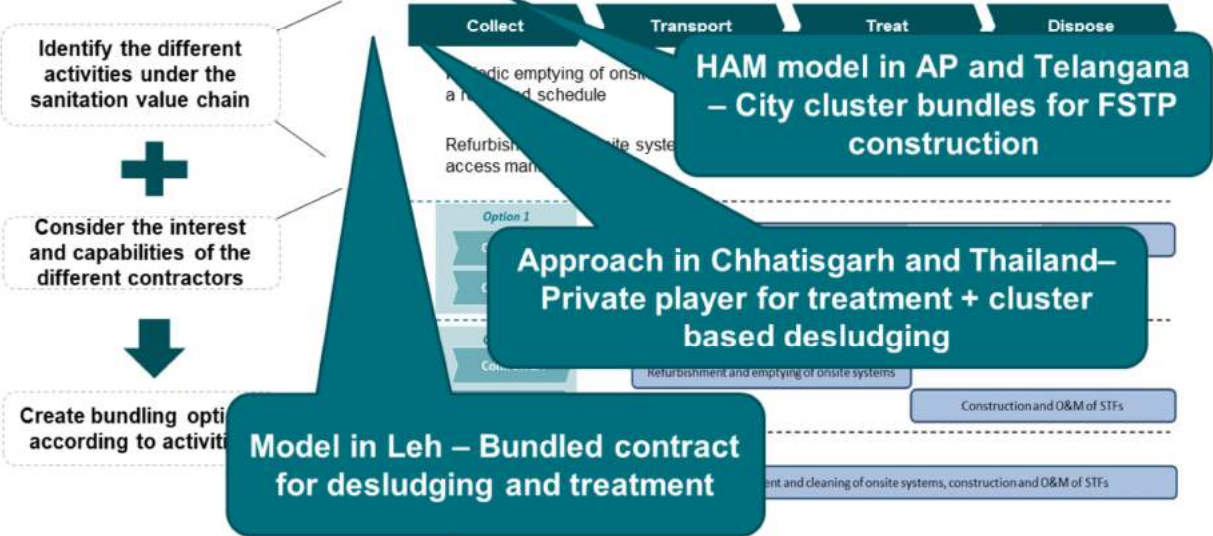 Collect
Transport
Treat
Dispose
Identify the different
activities under the
sanitation value chain
emptying of onsite
a schedule
access
HAM model in AP and Telangana
– City cluster bundles for FSTP
construction
Consider the interest
and capabilities of the
different contractors
Option 1
Approach in Chhatisgarh and Thailand–
Private player for treatment + cluster
based desludging
Refurbishment and emptying of onsite systems
Construction and O&M of STFs
Create bundling
according to
Model in Leh – Bundled contract
for desludging and treatment
and cleaning of onsite systems, construction and O&M of STFs